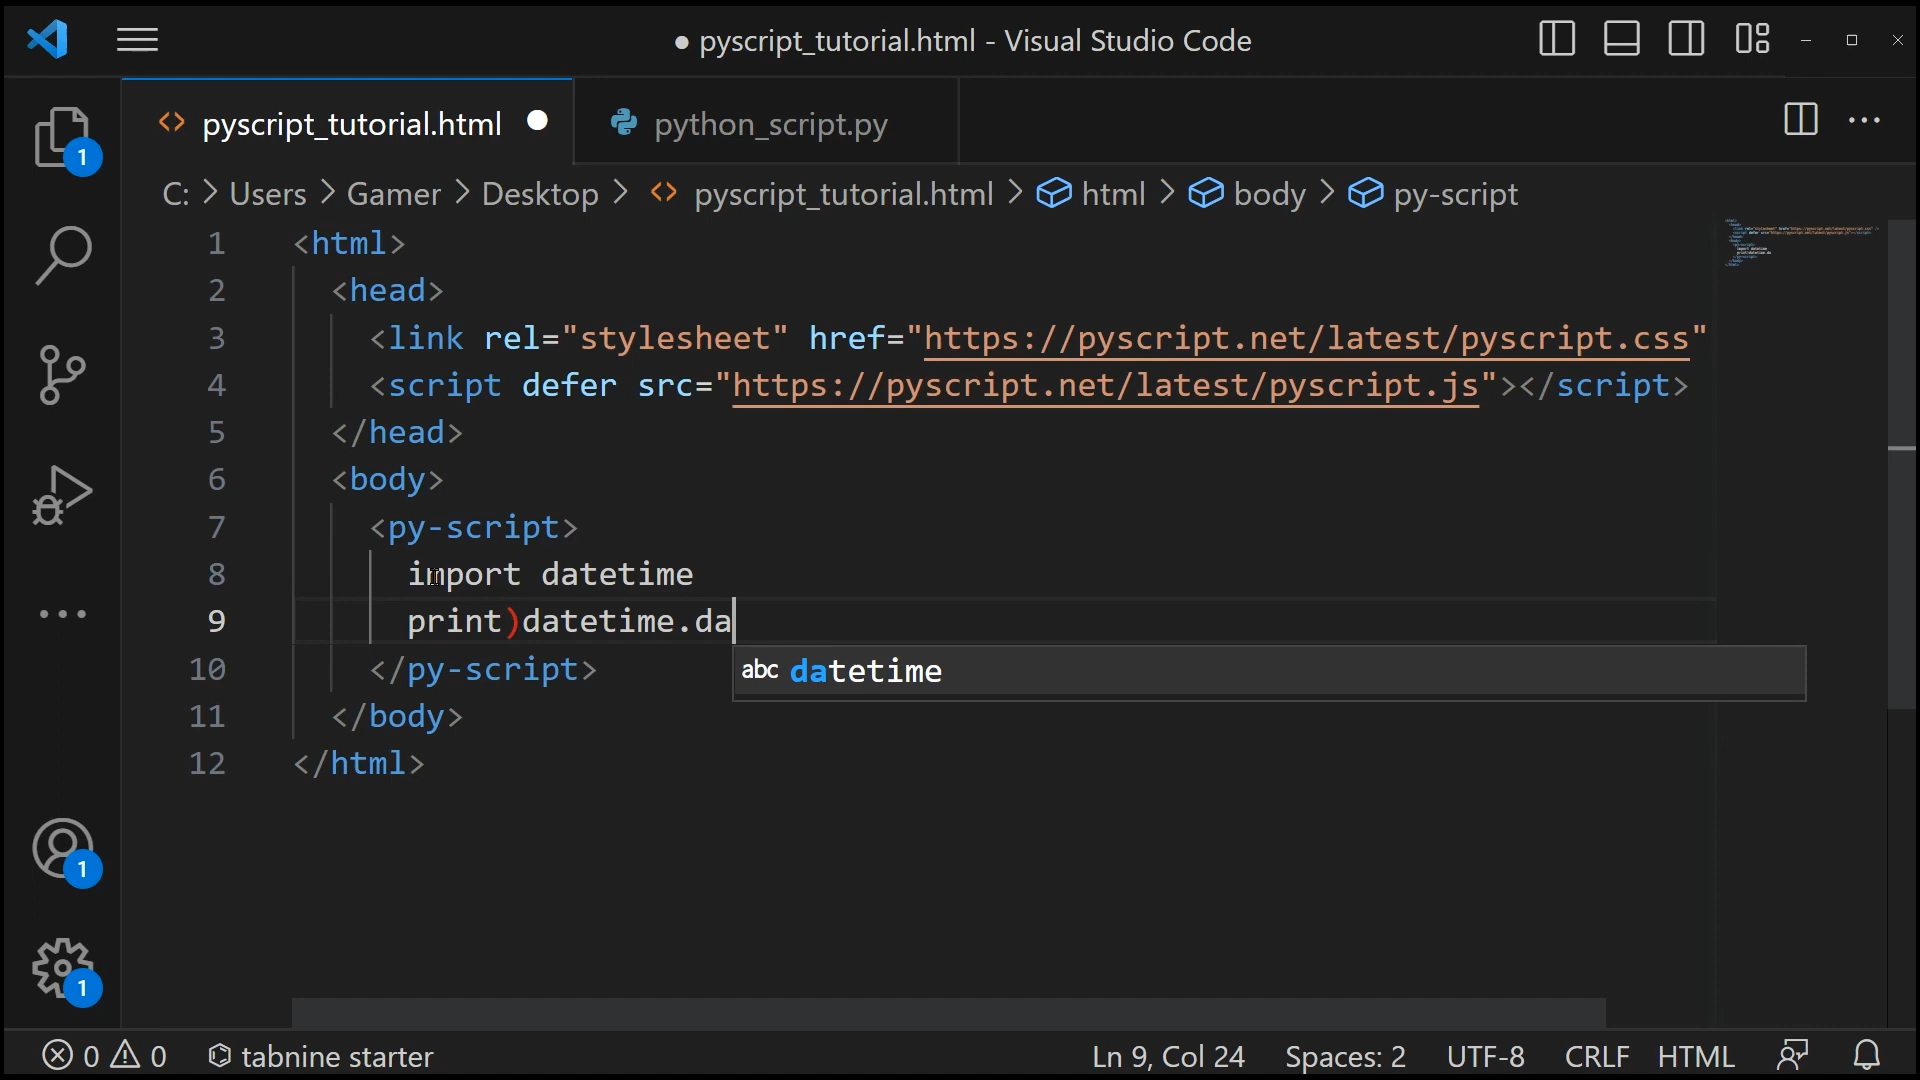 ● pyscript_tutorial.html - Visual Studio Code
<> pyscript_tutorial.html ● python_script.py ...
C: > Users > Gamer > Desktop > <> pyscript_tutorial.html > html > body > py-script
1 <html>
2 <head>
3 <link rel="stylesheet" href="https://pyscript.net/latest/pyscript.css"
4 <script defer src="https://pyscript.net/latest/pyscript.js"></script>
5 </head>
6 <body>
7 <py-script>
8 import datetime
9 print)datetime.da
10 </py-script>
abc datetime
11 </body>
12 </html>
1
1
1
0 0 tabnine starter Ln 9, Col 24 Spaces: 2 UTF-8 CRLF HTML